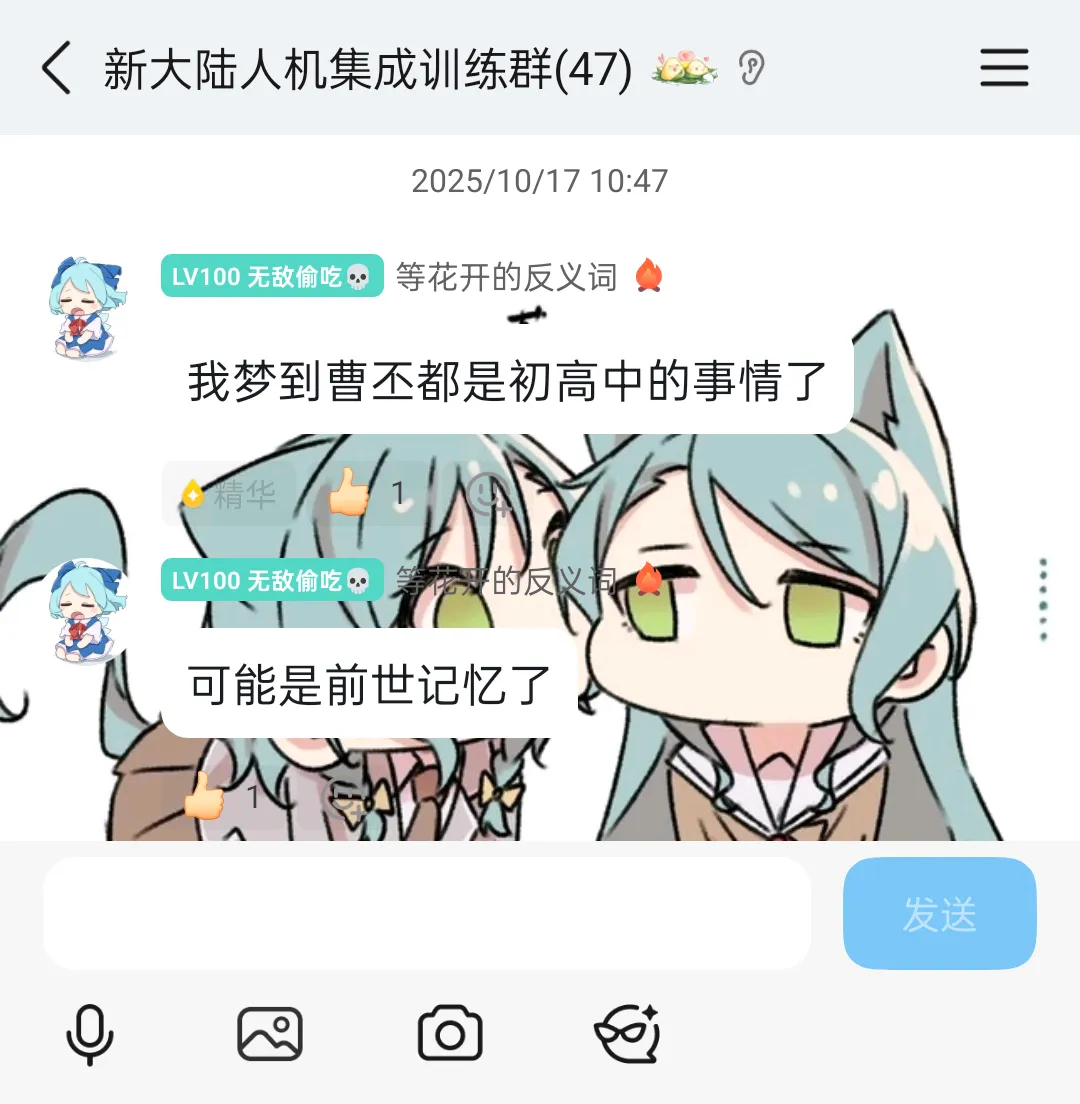 新大陆人机集成训练群(47)
2025/10/17 10:47
LV100 无敌偷吃💀 等花开的反义词 🔥
我梦到曹丕都是初高中的事情了
精华 👍 1
LV100 无敌偷吃💀 等花开的反义词 🔥
可能是前世记忆了
👍 1
发送